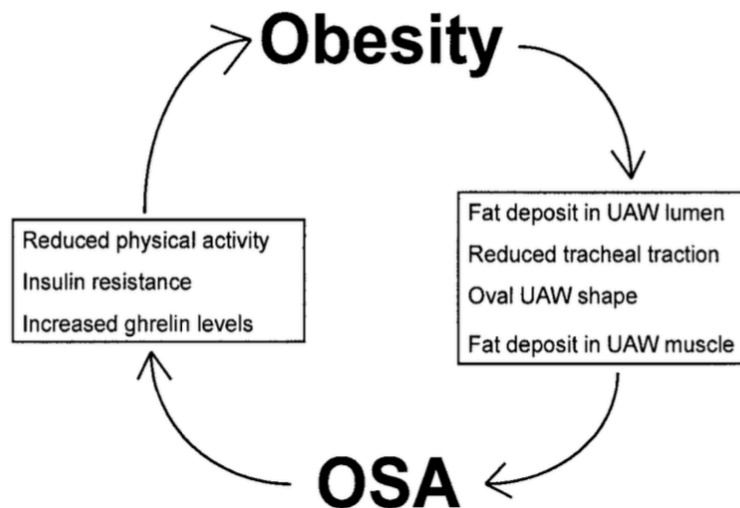 Obesity
Fat deposit in UAW lumen
Reduced tracheal traction
Oval UAW shape
Fat deposit in UAW muscle
OSA
Reduced physical activity
Insulin resistance
Increased ghrelin levels